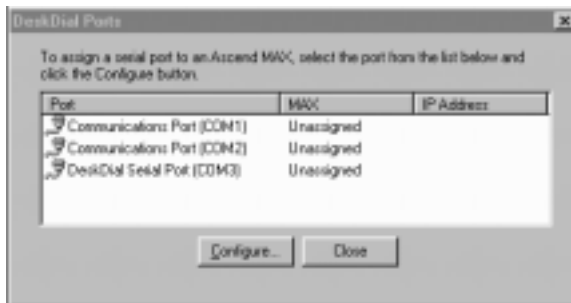 DeskDial Ports
To assign a serial port to an Ascend MAX, select the port from the list below and
click the Configure button.
Port MAX IP Address
Communications Port (COM1) Unassigned
Communications Port (COM2) Unassigned
DeskDial Serial Port (COM3) Unassigned
Configure... Close